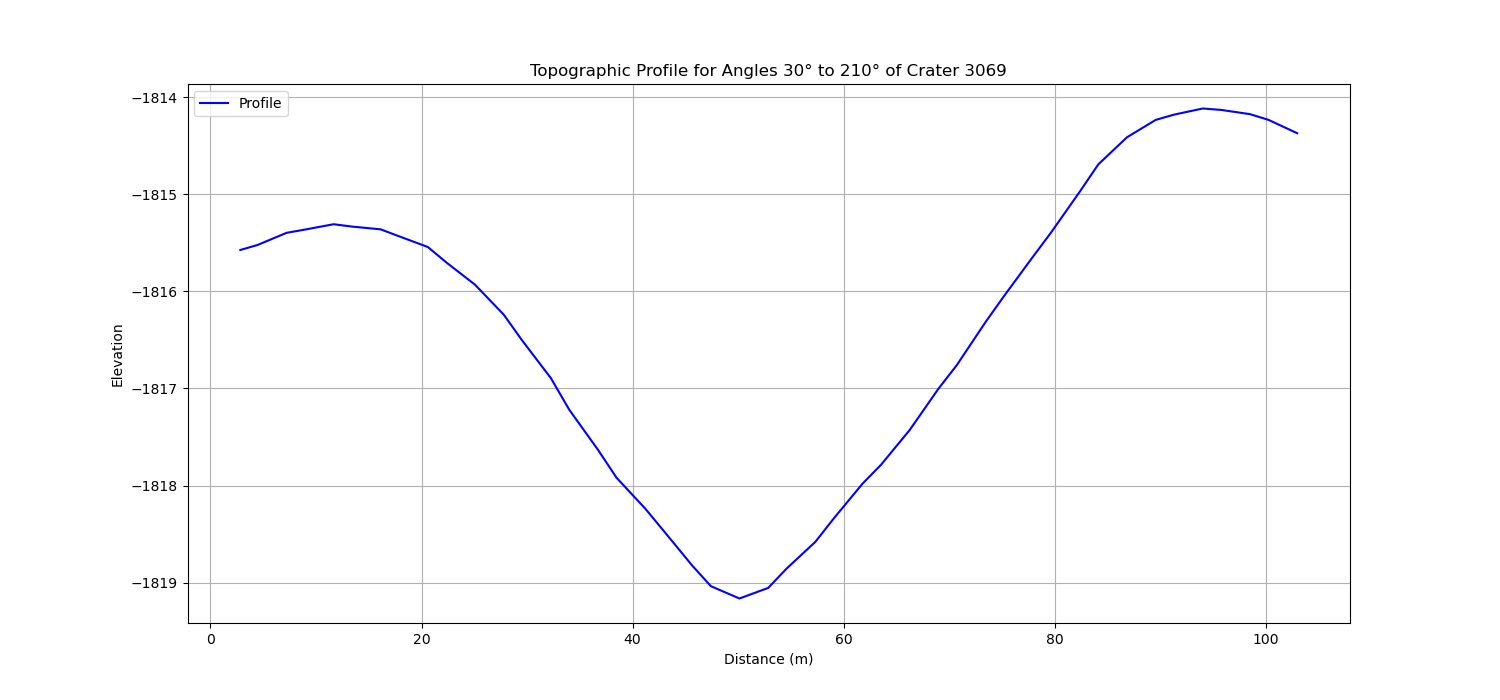 Topographic Profile for Angles 30° to 210° of Crater 3069
Profile
−1814
−1815
−1816
−1817
−1818
−1819
Elevation
0 20 40 60 80 100
Distance (m)